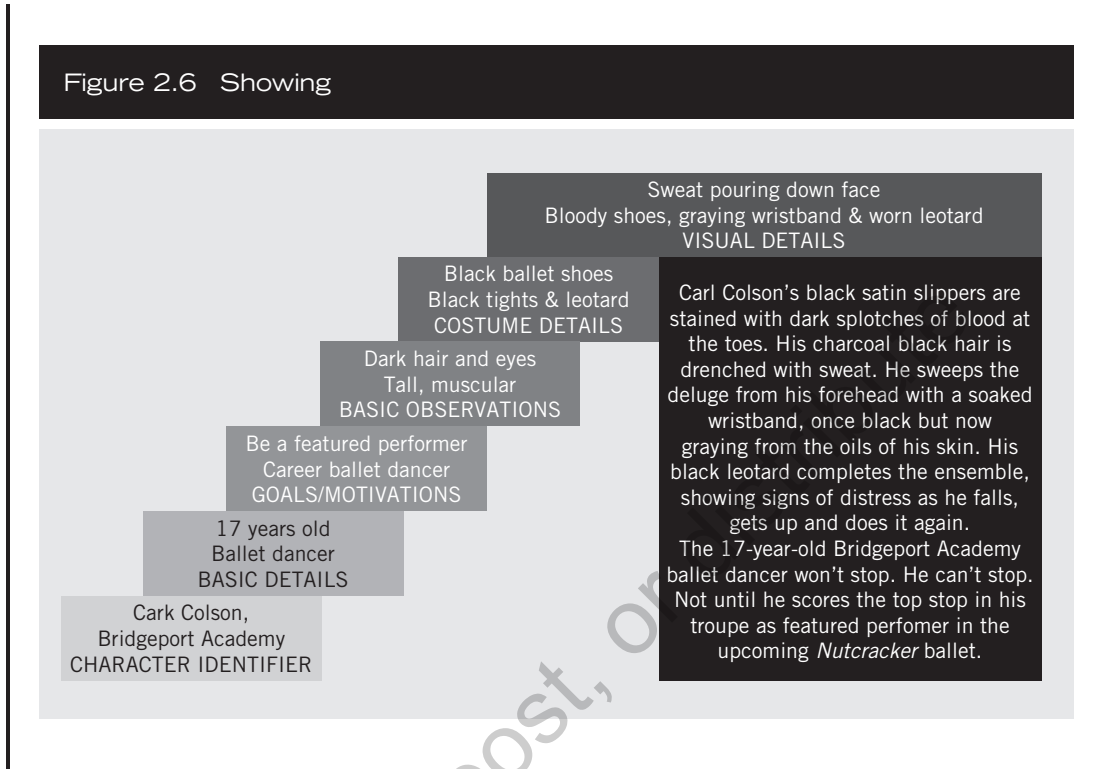 Figure 2.6 Showing
Sweat pouring down face
Bloody shoes, graying wristband & worn leotard
VISUAL DETAILS
Black ballet shoes
Black tights & leotard
COSTUME DETAILS
Dark hair and eyes
Tall, muscular
BASIC OBSERVATIONS
Be a featured performer
Career ballet dancer
GOALS/MOTIVATIONS
17 years old
Ballet dancer
BASIC DETAILS
Cark Colson,
Bridgeport Academy
CHARACTER IDENTIFIER
Carl Colson's black satin slippers are
stained with dark splotches of blood at
the toes. His charcoal black hair is
drenched with sweat. He sweeps the
deluge from his forehead with a soaked
wristband, once black but now
graying from the oils of his skin. His
black leotard completes the ensemble,
showing signs of distress as he falls,
gets up and does it again.
The 17-year-old Bridgeport Academy
ballet dancer won't stop. He can't stop.
Not until he scores the top stop in his
troupe as featured perfomer in the
upcoming Nutcracker ballet.
post, or